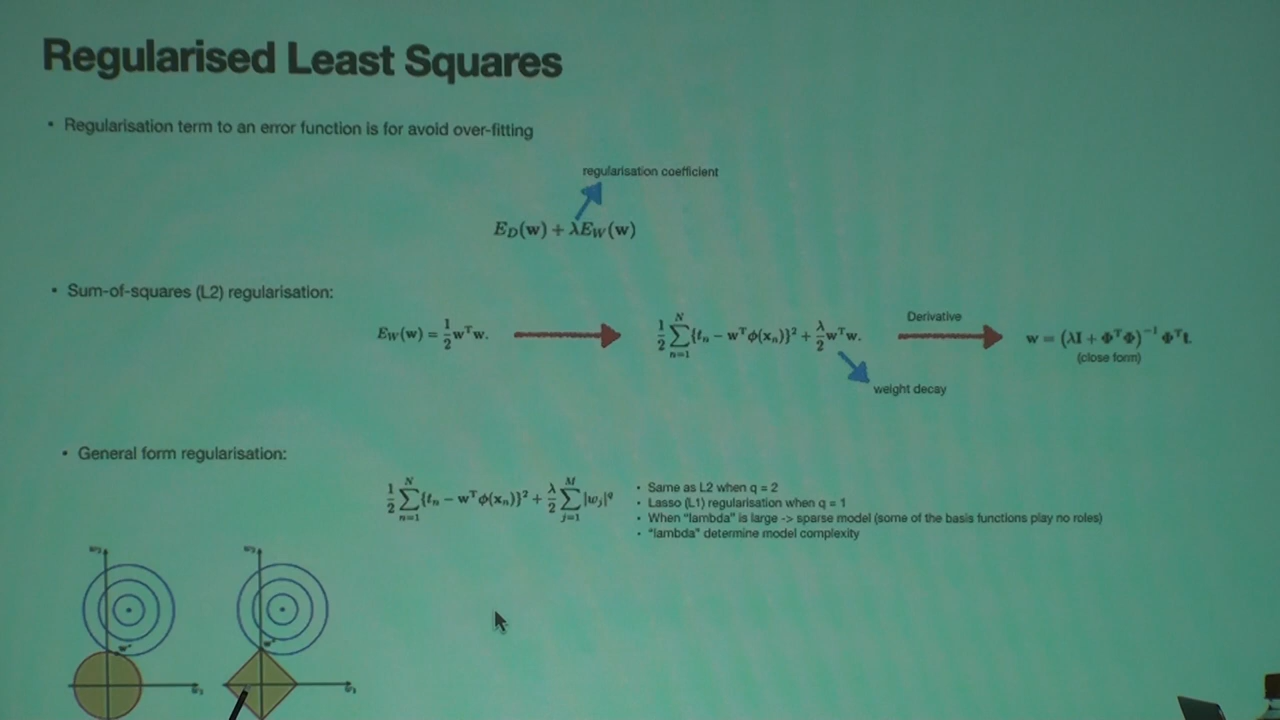 Regularised Least Squares
• Regularisation term to an error function is for avoid over-fitting
regularisation coefficient
E_D(w) + λE_W(w)
• Sum-of-squares (L2) regularisation:
E_W(w) = 1/2 w^T w.
1/2 ∑_{n=1}^{N} {t_n − w^T φ(x_n)}² + λ/2 w^T w.
Derivative
w = (λI + Φ^T Φ)^{−1} Φ^T t.
(close form)
weight decay
• General form regularisation:
1/2 ∑_{n=1}^{N} {t_n − w^T φ(x_n)}² + λ/2 ∑_{j=1}^{M} |w_j|^q
• Same as L2 when q = 2
• Lasso (L1) regularisation when q = 1
• When "lambda" is large -> sparse model (some of the basis functions play no roles)
• "lambda" determine model complexity
w_2
w_2
w*
w_1
w_1